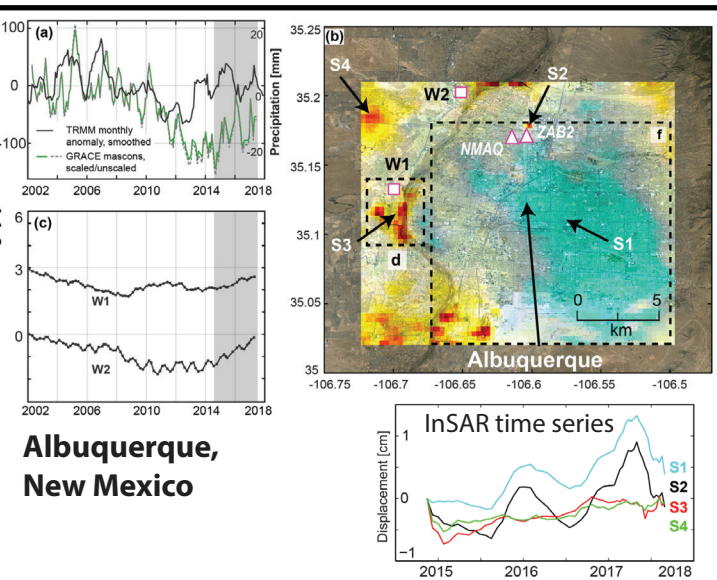 (a)
100
0
-100
20
0
-20
Precipitation [mm]
TRMM monthly
anomaly, smoothed
GRACE mascons,
scaled/unscaled
2002 2006 2010 2014 2018
(c)
6
3
0
W1
0
W2
2002 2006 2010 2014 2018
Albuquerque,
New Mexico
(b)
35.25
35.2
35.15
35.1
35.05
35
S4
W2
S2
ZAB2
NMAQ
f
W1
S3
d
S1
0 5
km
Albuquerque
-106.75 -106.7 -106.65 -106.6 -106.55 -106.5
InSAR time series
Displacement [cm]
1
0
−1
S1
S2
S3
S4
2015 2016 2017 2018